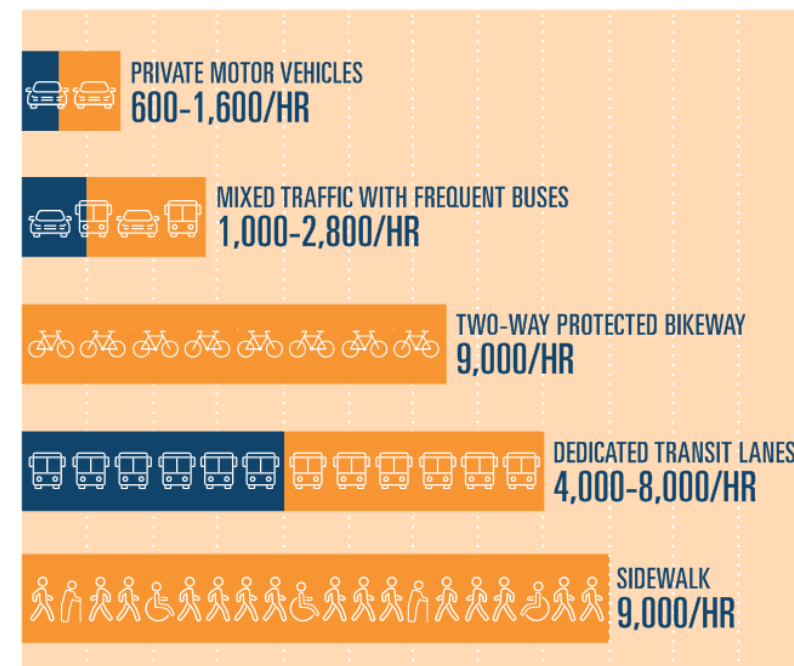 PRIVATE MOTOR VEHICLES
600-1,600/HR
MIXED TRAFFIC WITH FREQUENT BUSES
1,000-2,800/HR
TWO-WAY PROTECTED BIKEWAY
9,000/HR
DEDICATED TRANSIT LANES
4,000-8,000/HR
SIDEWALK
9,000/HR